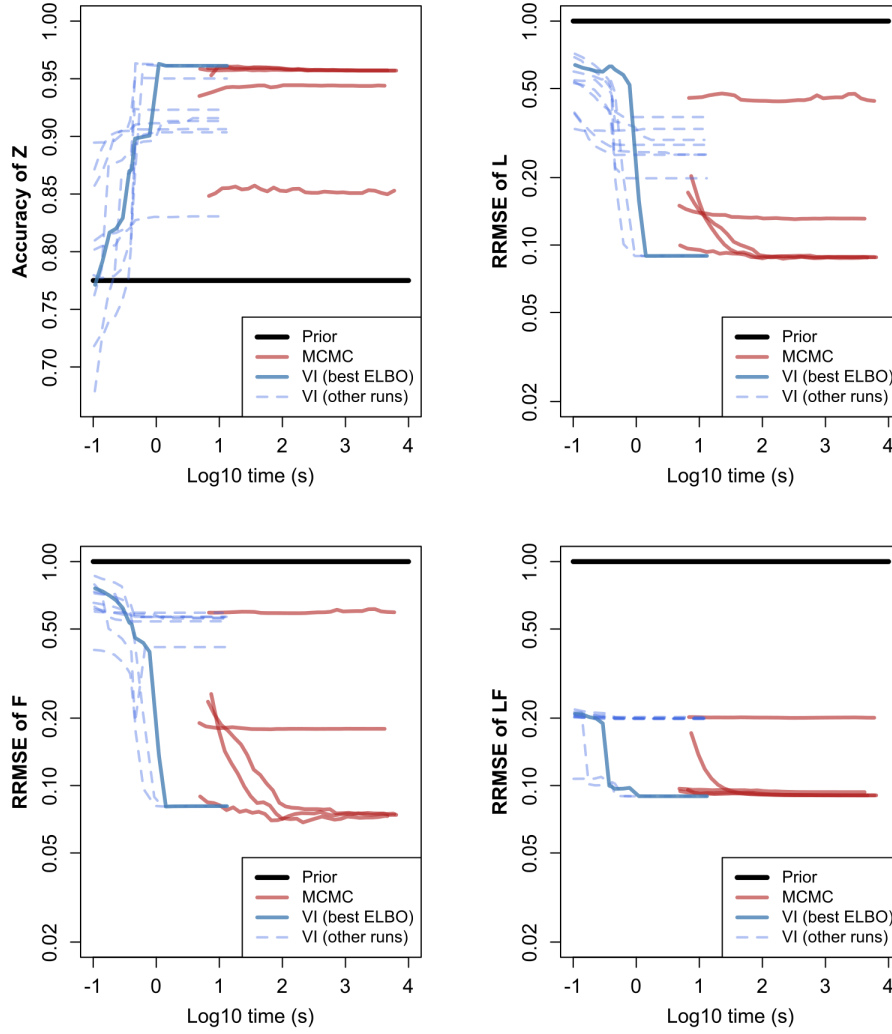 Accuracy of Z
1.00
0.95
0.90
0.85
0.80
0.75
0.70
Prior
MCMC
VI (best ELBO)
VI (other runs)
-1 0 1 2 3 4
Log10 time (s)
RRMSE of L
1.00
0.50
0.20
0.10
0.05
0.02
Prior
MCMC
VI (best ELBO)
VI (other runs)
-1 0 1 2 3 4
Log10 time (s)
RRMSE of F
1.00
0.50
0.20
0.10
0.05
0.02
Prior
MCMC
VI (best ELBO)
VI (other runs)
-1 0 1 2 3 4
Log10 time (s)
RRMSE of LF
1.00
0.50
0.20
0.10
0.05
0.02
Prior
MCMC
VI (best ELBO)
VI (other runs)
-1 0 1 2 3 4
Log10 time (s)